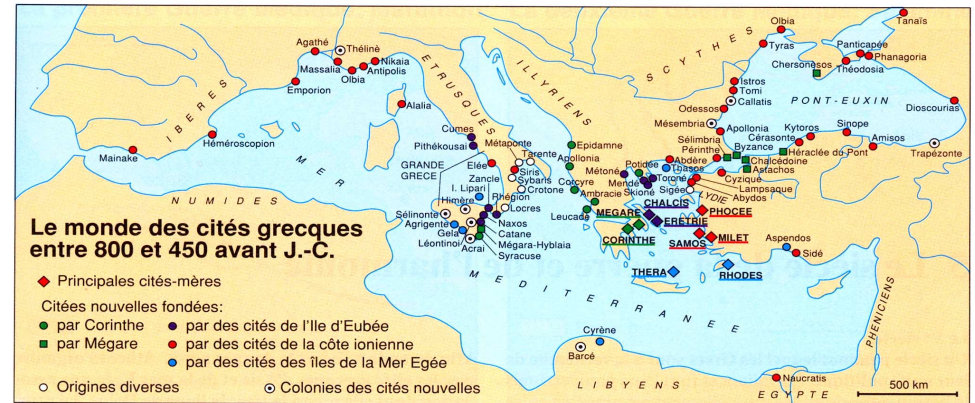 Olbia
Tanaïs
Tyras
Panticapée
Phanagoria
Chersonèsos
Théodosia
SCYTHES
Agathé
Thélinè
Nikaia
Massalia
Antipolis
Olbia
Emporion
ETRUSQUES
ILLYRIENS
Istros
Tomi
Callatis
Odessos
PONT-EUXIN
Dioscourias
Mésembria
IBERES
Alalia
Héméroscopion
Mainake
MER
Cumes
Pithékousai
Métaponte
Tarente
GRANDE
GRECE
Elée
Siris
Sybaris
Crotone
Zancle
I. Lipari
Rhégion
Himère
Locres
Epidamne
Apollonia
Corcyre
Ambracie
Leucade
Apollonia
Sélimbria
Périnthe
Byzance
Cérasonte
Kytoros
Sinope
Amisos
Trapézonte
Héraclée du Pont
Chalcédoine
Astachos
Potidée
Abdère
Thasos
Métoné
Mendé
Toroné
Skioné
Sigée
Cyzique
Lampsaque
Abydos
LYDIE
CHALCIS
MEGARE
ERETRIE
PHOCEE
CORINTHE
SAMOS
MILET
Aspendos
Sidé
THERA
RHODES
NUMIDES
Sélinonte
Agrigente
Gela
Léontinoi
Acrai
Naxos
Catane
Mégara-Hyblaia
Syracuse
MEDITERRANEE
PHENICIENS
Cyrène
Barcé
LIBYENS
Naucratis
EGYPTE
500 km
Le monde des cités grecques
entre 800 et 450 avant J.-C.
Principales cités-mères
Citées nouvelles fondées:
par Corinthe
par Mégare
par des cités de l'Ile d'Eubée
par des cités de la côte ionienne
par des cités des îles de la Mer Egée
Origines diverses
Colonies des cités nouvelles